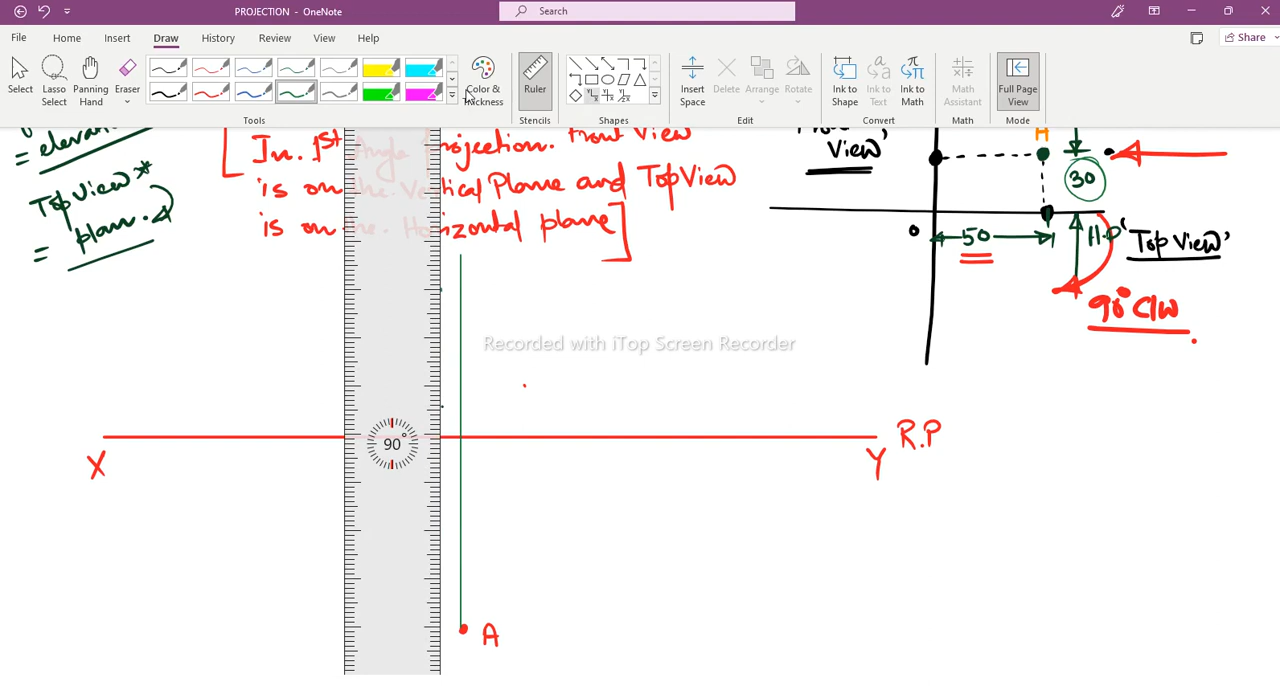 PROJECTION - OneNote
Search
File
Home
Insert
Draw
History
Review
View
Help
Share
Select
Lasso
Select
Panning
Hand
Eraser
Color &
Thickness
Ruler
Insert
Space
Delete
Arrange
Rotate
Ink to
Shape
Ink to
Text
Ink to
Math
Math
Assistant
Full Page
View
Tools
Stencils
Shapes
Edit
Convert
Math
Mode
=
Top View *
= plan.
In. 1st Angle projection. Front View
is on the Vertical Plane and Top View
is on the. Horizontal plane
View'
30
50
H.P
'Top View'
90° C/W
Recorded with iTop Screen Recorder
90°
R.P
X
Y
A